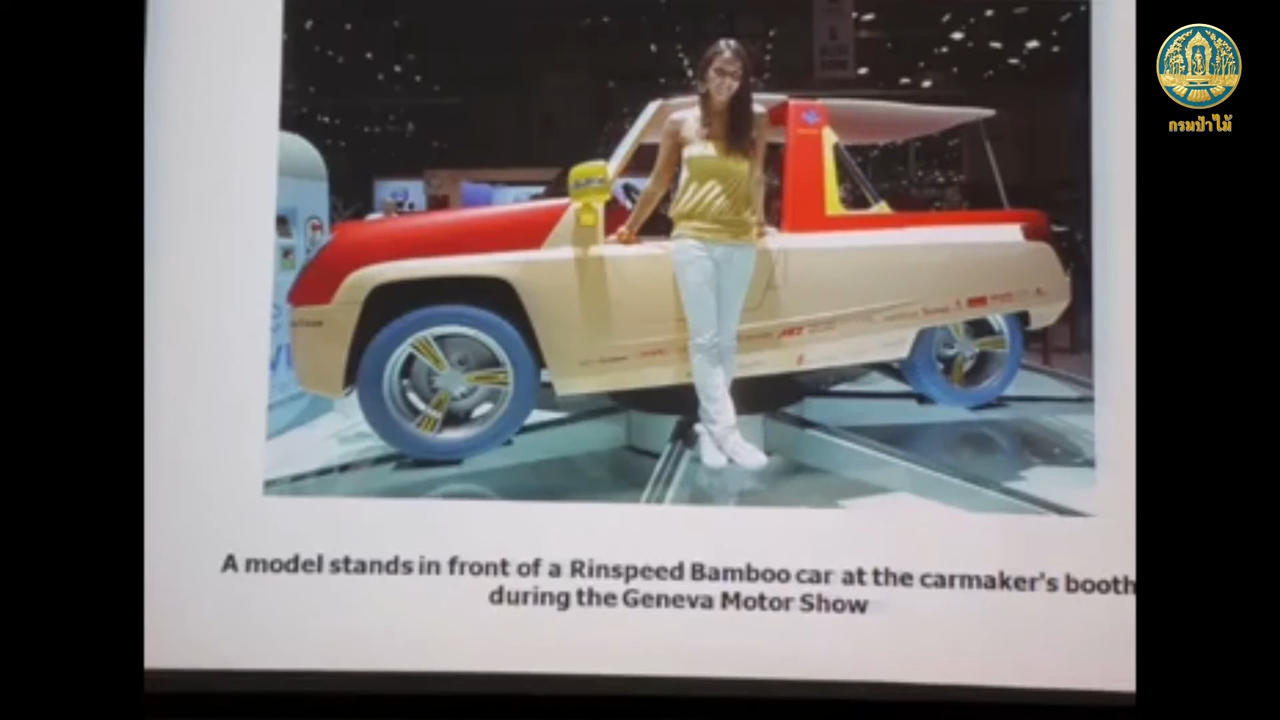 กรมป่าไม้
A model stands in front of a Rinspeed Bamboo car at the carmaker's booth
during the Geneva Motor Show